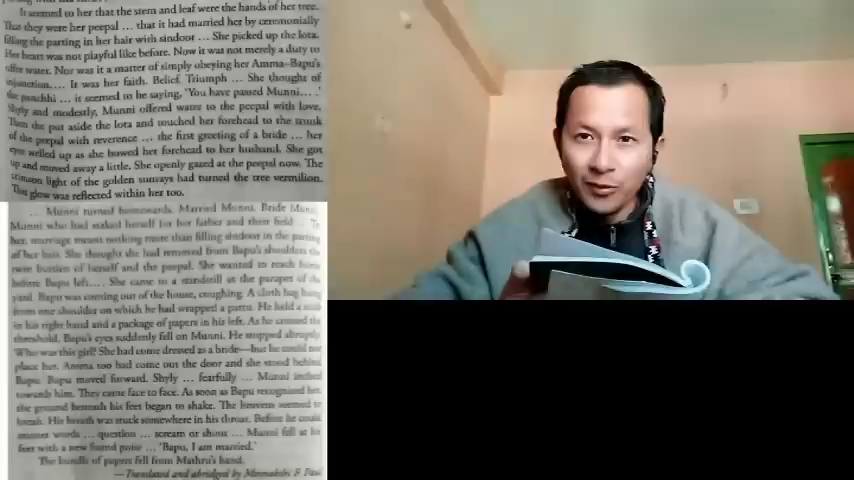 It seemed to her that the stem and leaf were the hands of her tree.
That they were her peepal ... that it had married her by ceremonially
filling the parting in her hair with sindoor ... She picked up the lota.
Her heart was not playful like before. Now it was not merely a duty to
offer water. Nor was it a matter of simply obeying her Amma–Bapu's
injunction.... It was her faith. Belief. Triumph ... She thought of
the panchhi ... it seemed to be saying, 'You have passed Munni... .'
Shyly and modestly, Munni offered water to the peepal with love.
Then she put aside the lota and touched her forehead to the trunk
of the peepal with reverence ... the first greeting of a bride ... her
eyes welled up as she bowed her forehead to her husband. She got
up and moved away a little. She openly gazed at the peepal now. The
crimson light of the golden sunrays had turned the tree vermilion.
This glow was reflected within her too.
... Munni turned homewards. Married Munni. Bride Munni.
Munni who had staked herself for her father and then held ... To
her, marriage meant nothing more than filling sindoor in the parting
of her hair. She thought she had removed from Bapu's shoulders the
twin burden of herself and the peepal. She wanted to reach home
before Bapu left.... She came to a standstill at the parapet of the
yard. Bapu was coming out of the house, coughing. A cloth bag hung
from one shoulder on which he had wrapped a pattu. He held a stick
in his right hand and a package of papers in his left. As he crossed the
threshold, Bapu's eyes suddenly fell on Munni. He stopped abruptly.
Who was this girl? She had come dressed as a bride—but he could not
place her. Amma too had come out the door and she stood behind
Bapu. Bapu moved forward. Shyly ... fearfully ... Munni inched
towards him. They came face to face. As soon as Bapu recognised her,
the ground beneath his feet began to shake. The heavens seemed to
break. His breath was stuck somewhere in his throat. Before he could
mutter words ... question ... scream or shout ... Munni fell at his
feet with a new found poise ... 'Bapu, I am married.'
The bundle of papers fell from Mathru's hand.
—Translated and abridged by Meenakshi F. Paul